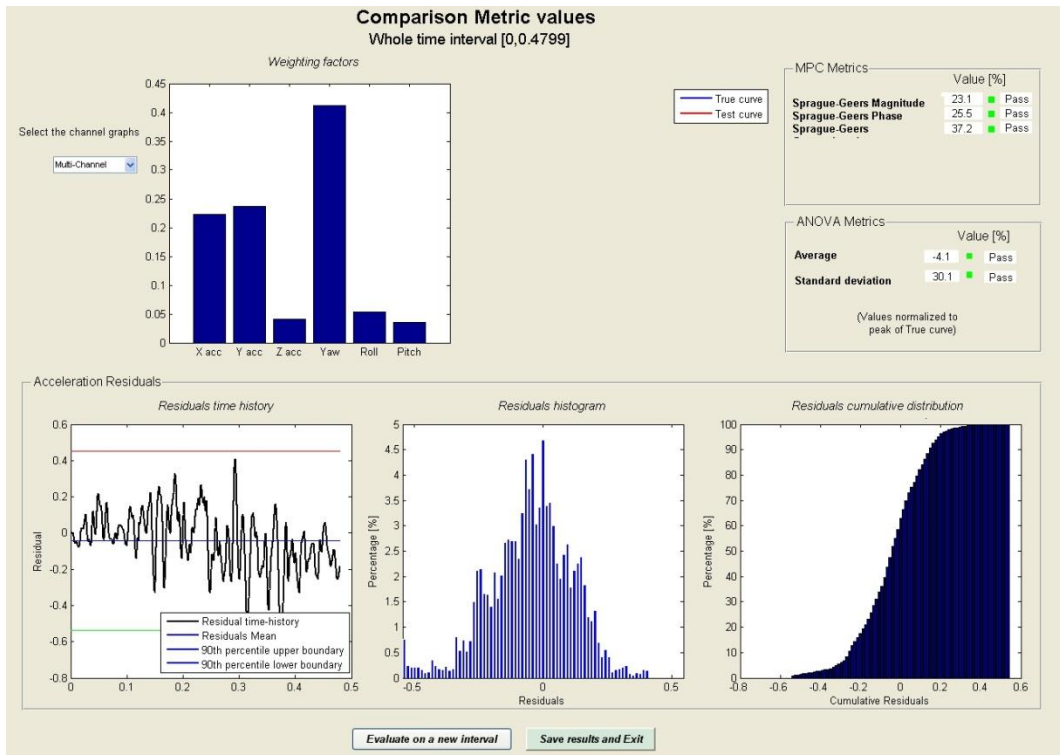 Comparison Metric values
Whole time interval [0,0.4799]
Weighting factors
0.45
0.4
0.35
0.3
0.25
0.2
0.15
0.1
0.05
0
X acc Y acc Z acc Yaw Roll Pitch
Select the channel graphs
Multi-Channel
True curve
Test curve
MPC Metrics
Value [%]
Sprague-Geers Magnitude 23.1 Pass
Sprague-Geers Phase 25.5 Pass
Sprague-Geers 37.2 Pass
ANOVA Metrics
Value [%]
Average -4.1 Pass
Standard deviation 30.1 Pass
(Values normalized to
peak of True curve)
Acceleration Residuals
Residuals time history
Residual
0.6
0.4
0.2
0
-0.2
-0.4
-0.6
-0.8
0 0.1 0.2 0.3 0.4 0.5
Residual time-history
Residuals Mean
90th percentile upper boundary
90th percentile lower boundary
Residuals histogram
Percentage [%]
5
4.5
4
3.5
3
2.5
2
1.5
1
0.5
0
-0.5 0 0.5
Residuals
Residuals cumulative distribution
Percentage [%]
100
90
80
70
60
50
40
30
20
10
0
-0.8 -0.6 -0.4 -0.2 0 0.2 0.4 0.6
Cumulative Residuals
Evaluate on a new interval
Save results and Exit